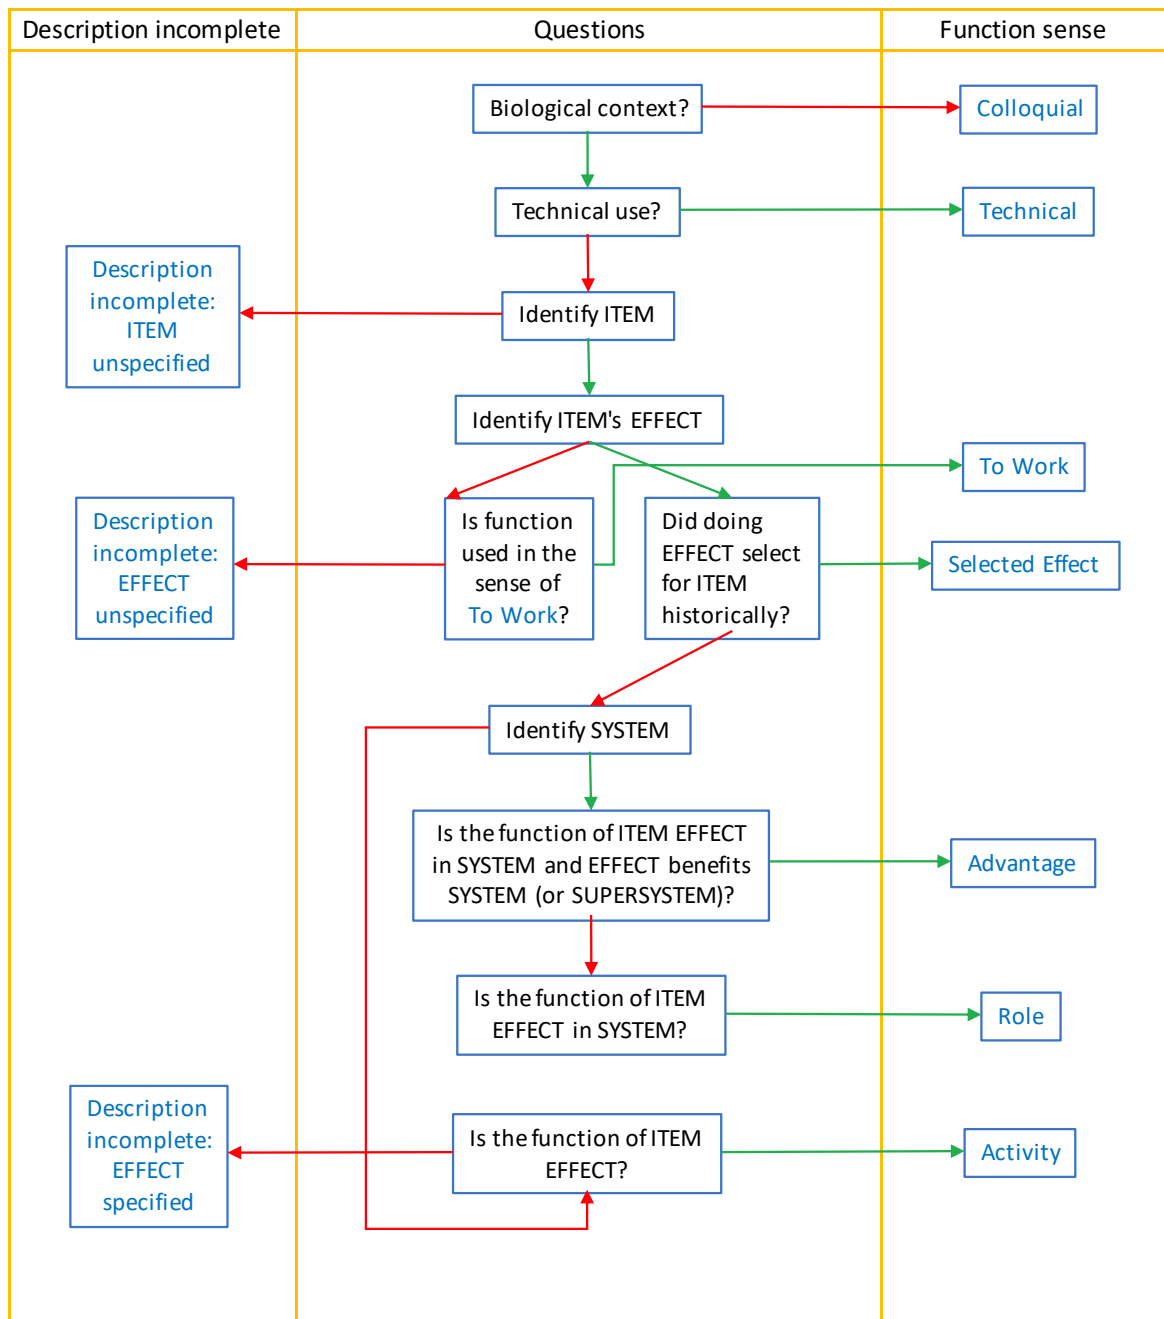 Description incomplete
Questions
Function sense
Biological context?
Colloquial
Technical use?
Technical
Description
incomplete:
ITEM
unspecified
Identify ITEM
Identify ITEM's EFFECT
To Work
Description
incomplete:
EFFECT
unspecified
Is function
used in the
sense of
To Work?
Did doing
EFFECT select
for ITEM
historically?
Selected Effect
Identify SYSTEM
Is the function of ITEM EFFECT
in SYSTEM and EFFECT benefits
SYSTEM (or SUPERSYSTEM)?
Advantage
Is the function of ITEM
EFFECT in SYSTEM?
Role
Description
incomplete:
EFFECT
specified
Is the function of ITEM
EFFECT?
Activity